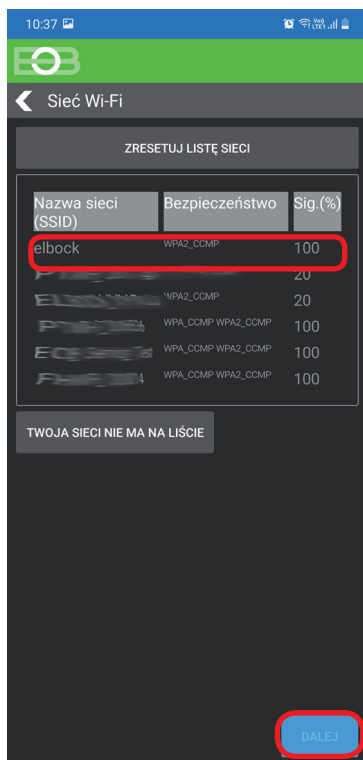 10:37
EOB
Sieć Wi-Fi
ZRESETUJ LISTĘ SIECI
Nazwa sieci (SSID) Bezpieczeństwo Sig.(%)
elbock WPA2_CCMP 100
20
WPA2_CCMP 20
WPA_CCMP WPA2_CCMP 100
WPA_CCMP WPA2_CCMP 100
WPA_CCMP WPA2_CCMP 100
TWOJA SIECI NIE MA NA LIŚCIE
DALEJ